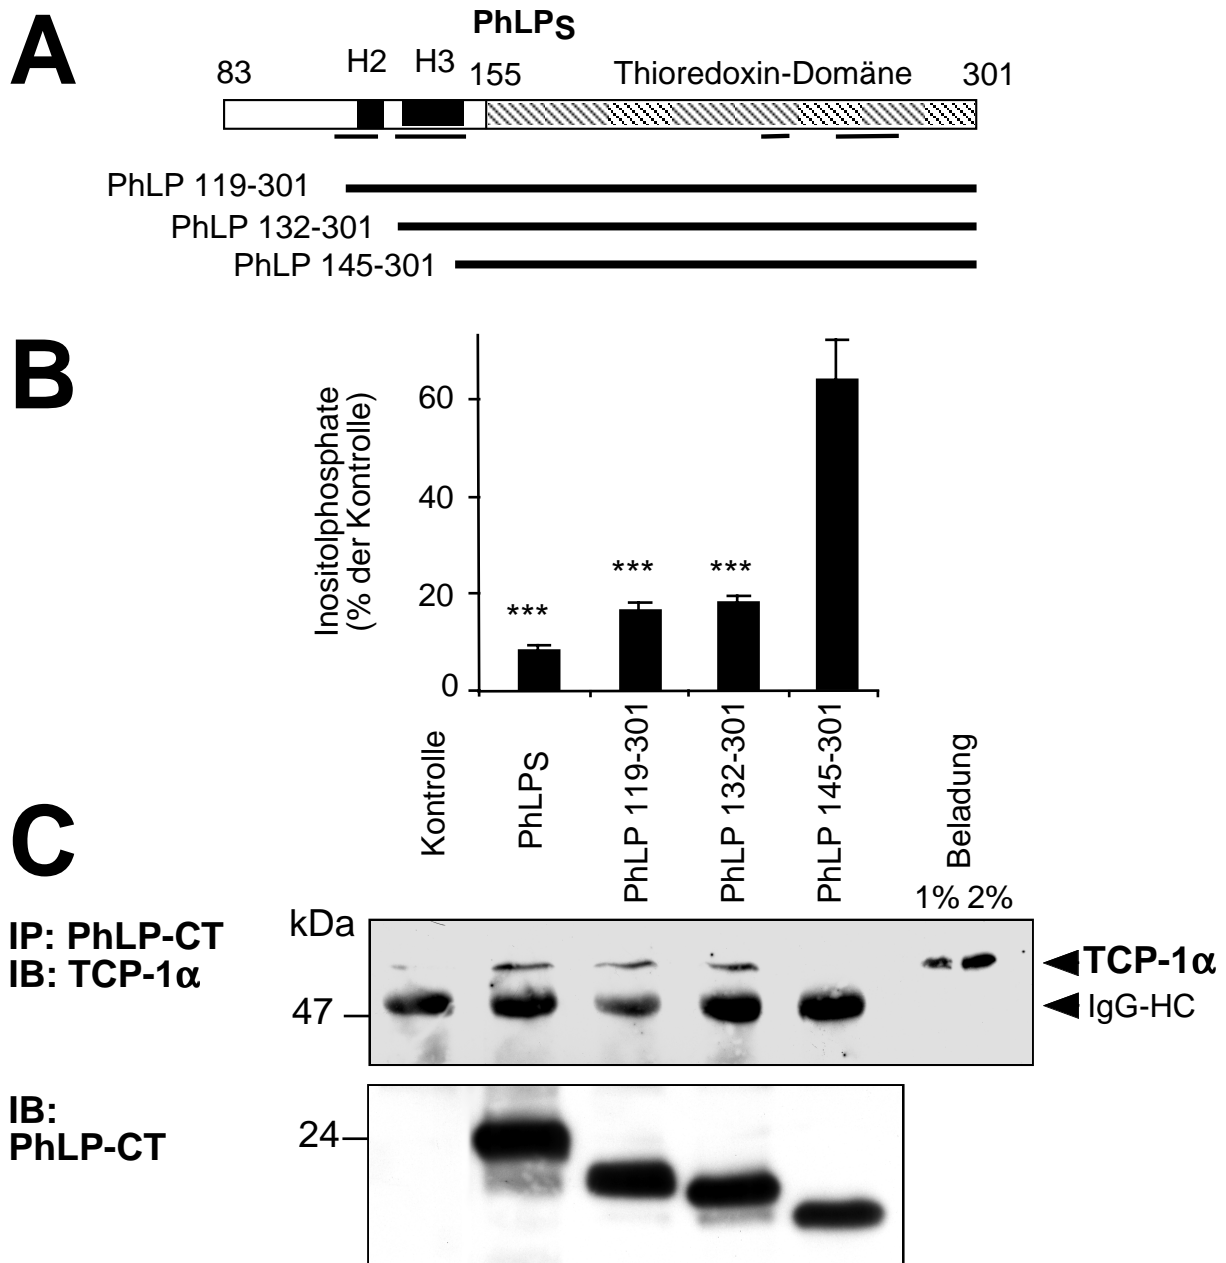 A
PhLPS
83 H2 H3 155 Thioredoxin-Domäne 301
PhLP 119-301
PhLP 132-301
PhLP 145-301
B
Inositolphosphate
(% der Kontrolle)
60
40
20
0
***
***
***
Kontrolle
PhLPS
PhLP 119-301
PhLP 132-301
PhLP 145-301
Beladung
1% 2%
C
IP: PhLP-CT
IB: TCP-1α
kDa
47
TCP-1α
IgG-HC
IB:
PhLP-CT
24